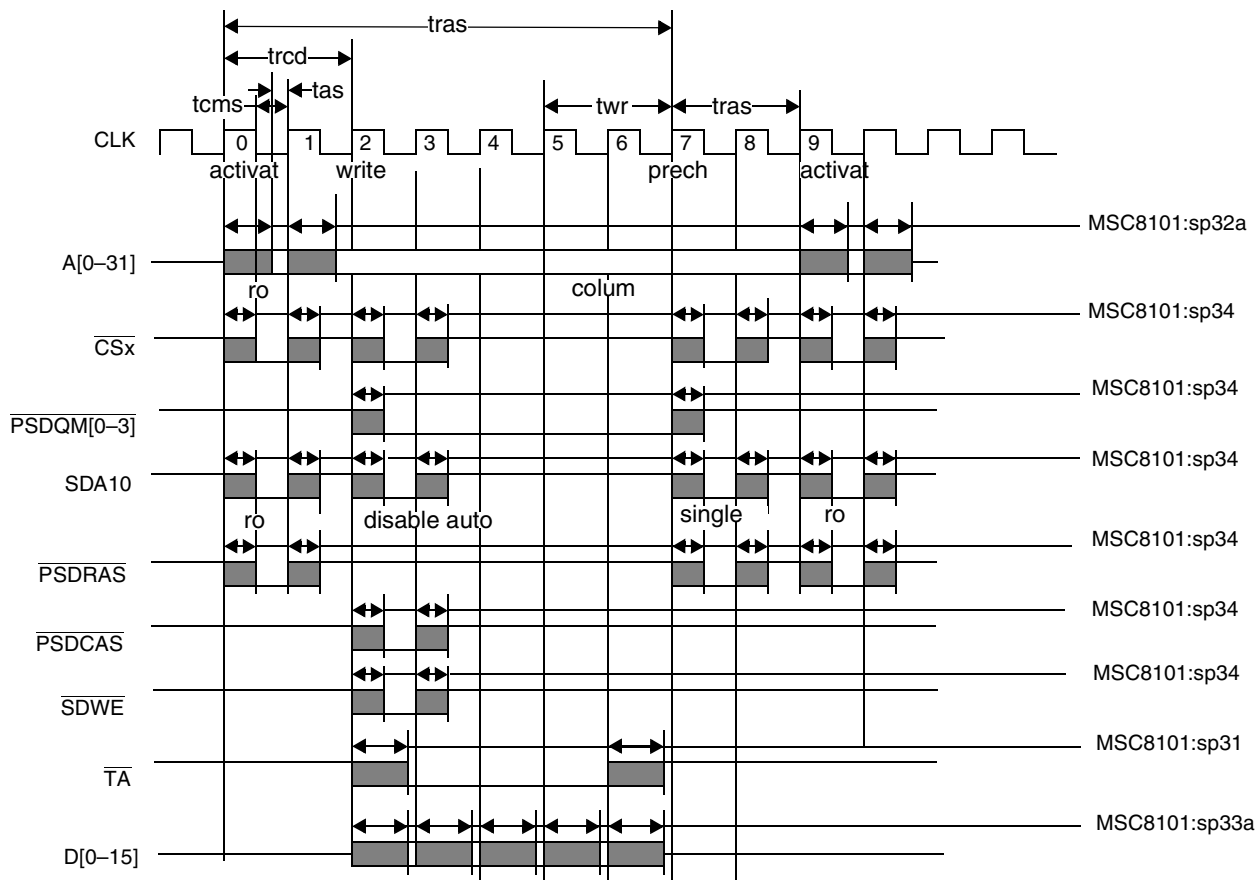 tras
trcd
tas
tcms
twr
tras
CLK
0 1 2 3 4 5 6 7 8 9
activat write prech activat
MSC8101:sp32a
A[0–31]
ro colum
MSC8101:sp34
CSx
MSC8101:sp34
PSDQM[0–3]
MSC8101:sp34
SDA10
ro disable auto single ro
MSC8101:sp34
PSDRAS
MSC8101:sp34
PSDCAS
MSC8101:sp34
SDWE
MSC8101:sp31
TA
MSC8101:sp33a
D[0–15]